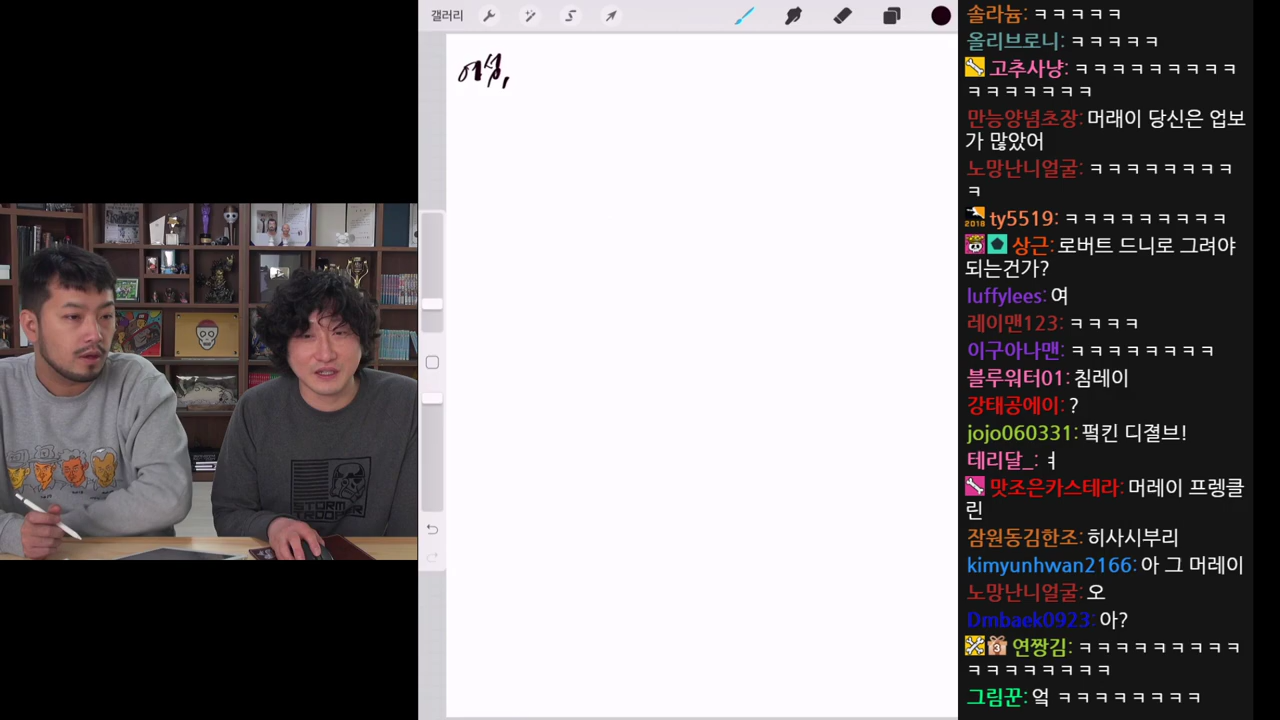 갤러리
여성,
STORM
TROOPER
솔라늄: ㅋㅋㅋㅋㅋ
올리브로니: ㅋㅋㅋㅋㅋ
고추사냥: ㅋㅋㅋㅋㅋㅋㅋㅋㅋ
ㅋㅋㅋㅋㅋㅋㅋ
만능양념초장: 머래이 당신은 업보
가 많았어
노망난니얼굴: ㅋㅋㅋㅋㅋㅋㅋㅋ
ㅋ
2018 ty5519: ㅋㅋㅋㅋㅋㅋㅋㅋㅋ
상근: 로버트 드니로 그려야
되는건가?
luffylees: 여
레이맨123: ㅋㅋㅋㅋ
이구아나맨: ㅋㅋㅋㅋㅋㅋㅋㅋ
블루워터01: 침레이
강태공에이: ?
jojo060331: 펔킨 디졀브!
테리달_: ㅕ
맛조은카스테라: 머레이 프렝클
린
잠원동김한조: 히사시부리
kimyunhwan2166: 아 그 머레이
노망난니얼굴: 오
Dmbaek0923: 아?
3 연짱김: ㅋㅋㅋㅋㅋㅋㅋㅋㅋ
ㅋㅋㅋㅋㅋㅋㅋㅋ
그림꾼: 엌 ㅋㅋㅋㅋㅋㅋㅋㅋ